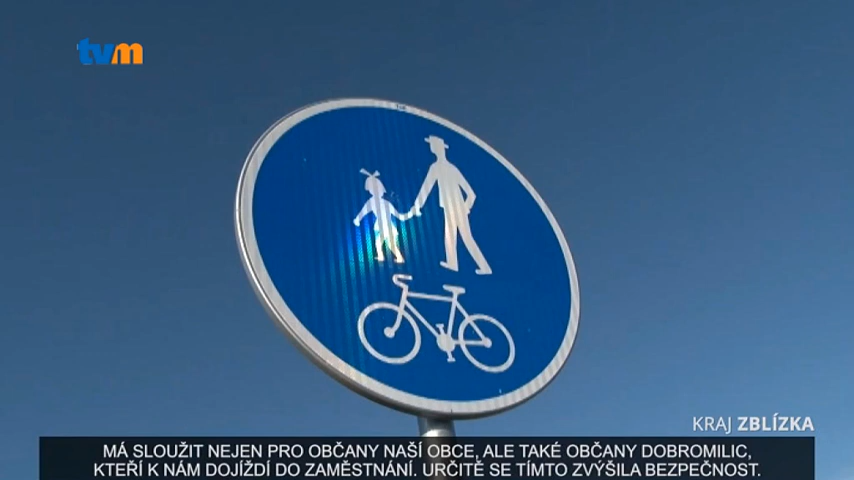 tvm
KRAJ ZBLÍZKA
MÁ SLOUŽIT NEJEN PRO OBČANY NAŠÍ OBCE, ALE TAKÉ OBČANY DOBROMILIC,
KTEŘÍ K NÁM DOJÍŽDÍ DO ZAMĚSTNÁNÍ. URČITĚ SE TÍMTO ZVÝŠILA BEZPEČNOST.